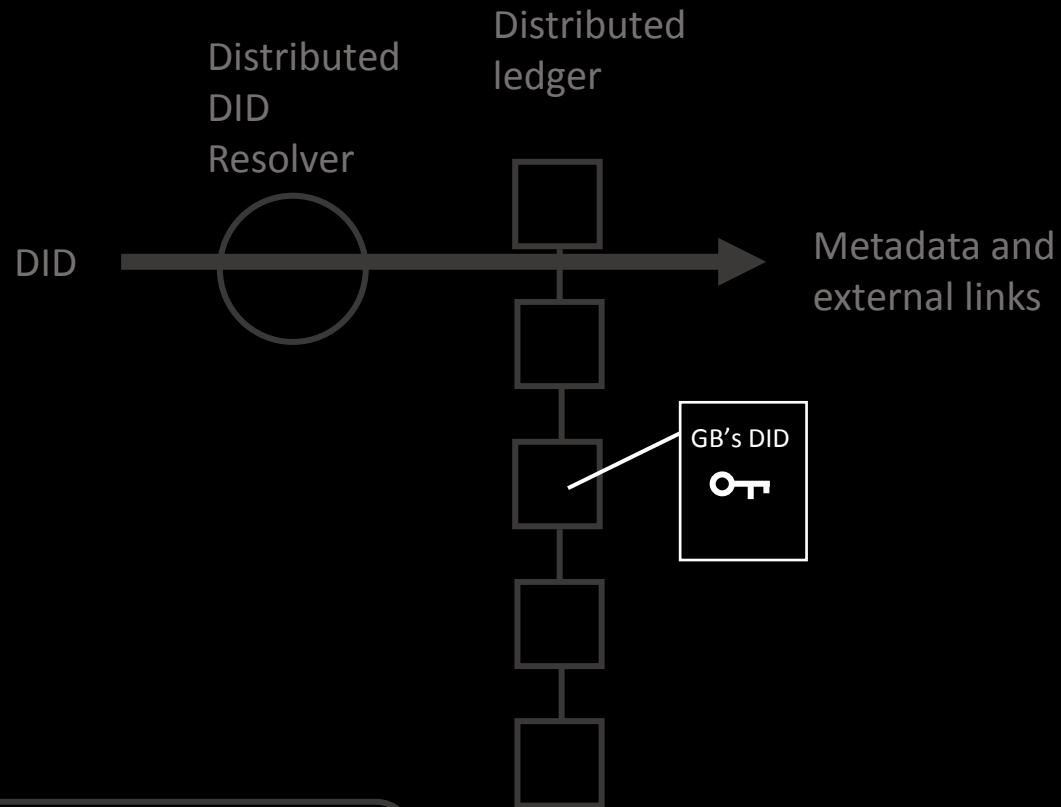 Distributed
DID
Resolver
Distributed
ledger
DID
Metadata and
external links
GB’s DID